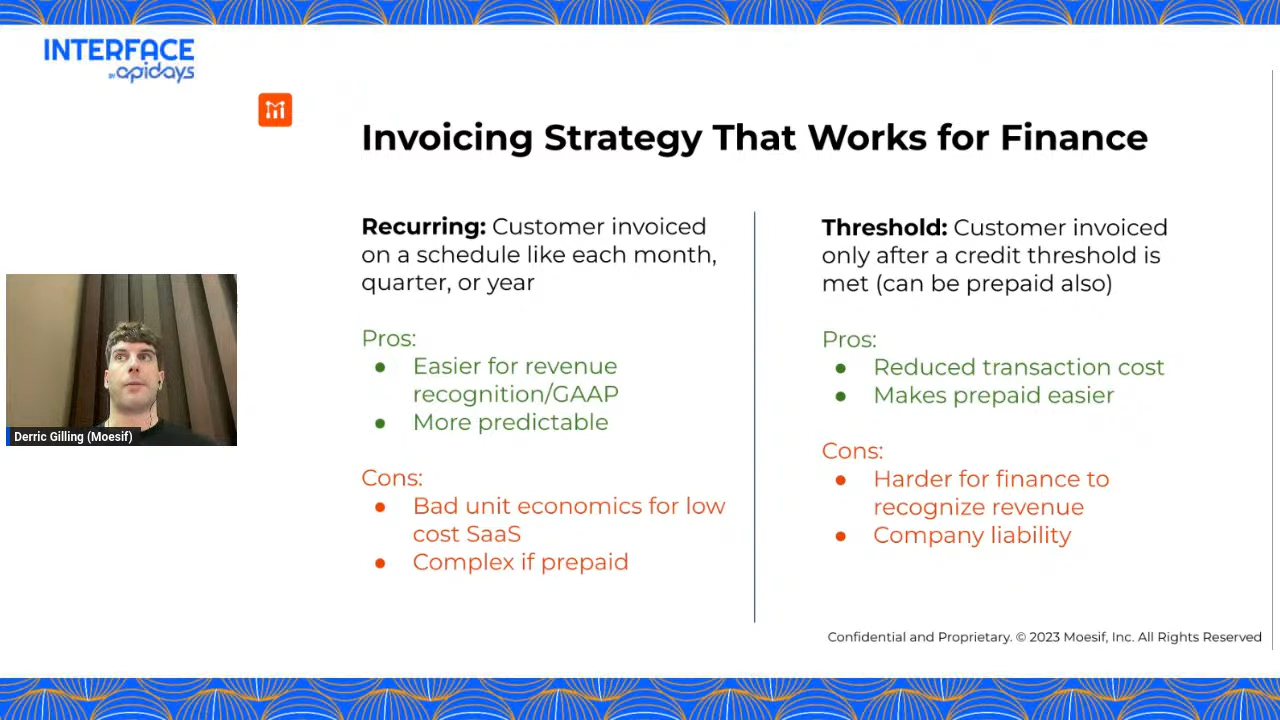 INTERFACE
BY apidays
Invoicing Strategy That Works for Finance
Recurring: Customer invoiced
on a schedule like each month,
quarter, or year
Pros:
● Easier for revenue
recognition/GAAP
● More predictable
Cons:
● Bad unit economics for low
cost SaaS
● Complex if prepaid
Threshold: Customer invoiced
only after a credit threshold is
met (can be prepaid also)
Pros:
● Reduced transaction cost
● Makes prepaid easier
Cons:
● Harder for finance to
recognize revenue
● Company liability
Derric Gilling (Moesif)
Confidential and Proprietary. © 2023 Moesif, Inc. All Rights Reserved